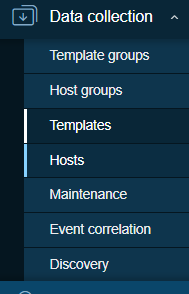 Data collection
Template groups
Host groups
Templates
Hosts
Maintenance
Event correlation
Discovery